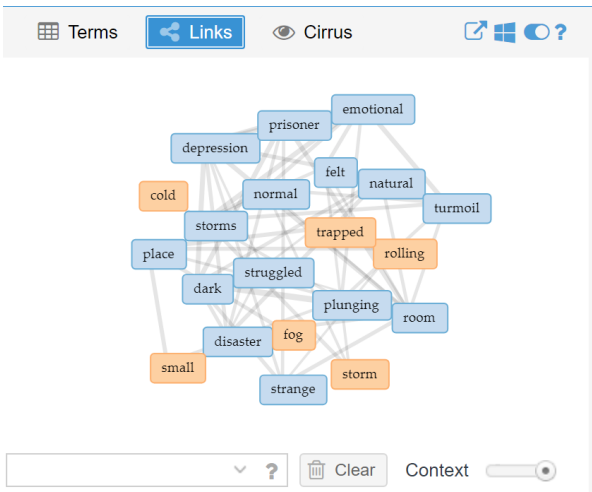 Terms Links Cirrus ?
emotional
prisoner
depression
felt
natural
cold
normal
turmoil
storms
trapped
place
rolling
struggled
dark
plunging
room
fog
disaster
small
storm
strange
? Clear Context